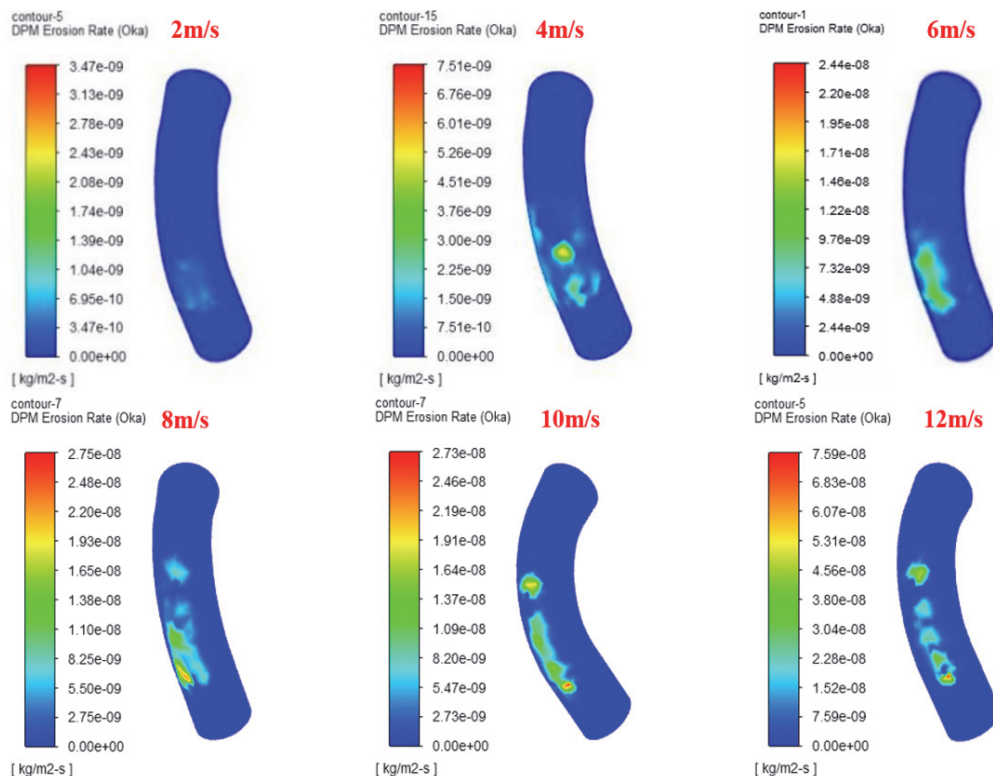 contour-5
DPM Erosion Rate (Oka)
2m/s
3.47e-09
3.13e-09
2.78e-09
2.43e-09
2.08e-09
1.74e-09
1.39e-09
1.04e-09
6.95e-10
3.47e-10
0.00e+00
[ kg/m2-s ]
contour-15
DPM Erosion Rate (Oka)
4m/s
7.51e-09
6.76e-09
6.01e-09
5.26e-09
4.51e-09
3.76e-09
3.00e-09
2.25e-09
1.50e-09
7.51e-10
0.00e+00
[ kg/m2-s ]
contour-1
DPM Erosion Rate (Oka)
6m/s
2.44e-08
2.20e-08
1.95e-08
1.71e-08
1.46e-08
1.22e-08
9.76e-09
7.32e-09
4.88e-09
2.44e-09
0.00e+00
[ kg/m2-s ]
contour-7
DPM Erosion Rate (Oka)
8m/s
2.75e-08
2.48e-08
2.20e-08
1.93e-08
1.65e-08
1.38e-08
1.10e-08
8.25e-09
5.50e-09
2.75e-09
0.00e+00
[ kg/m2-s ]
contour-7
DPM Erosion Rate (Oka)
10m/s
2.73e-08
2.46e-08
2.19e-08
1.91e-08
1.64e-08
1.37e-08
1.09e-08
8.20e-09
5.47e-09
2.73e-09
0.00e+00
[ kg/m2-s ]
contour-5
DPM Erosion Rate (Oka)
12m/s
7.59e-08
6.83e-08
6.07e-08
5.31e-08
4.56e-08
3.80e-08
3.04e-08
2.28e-08
1.52e-08
7.59e-09
0.00e+00
[ kg/m2-s ]